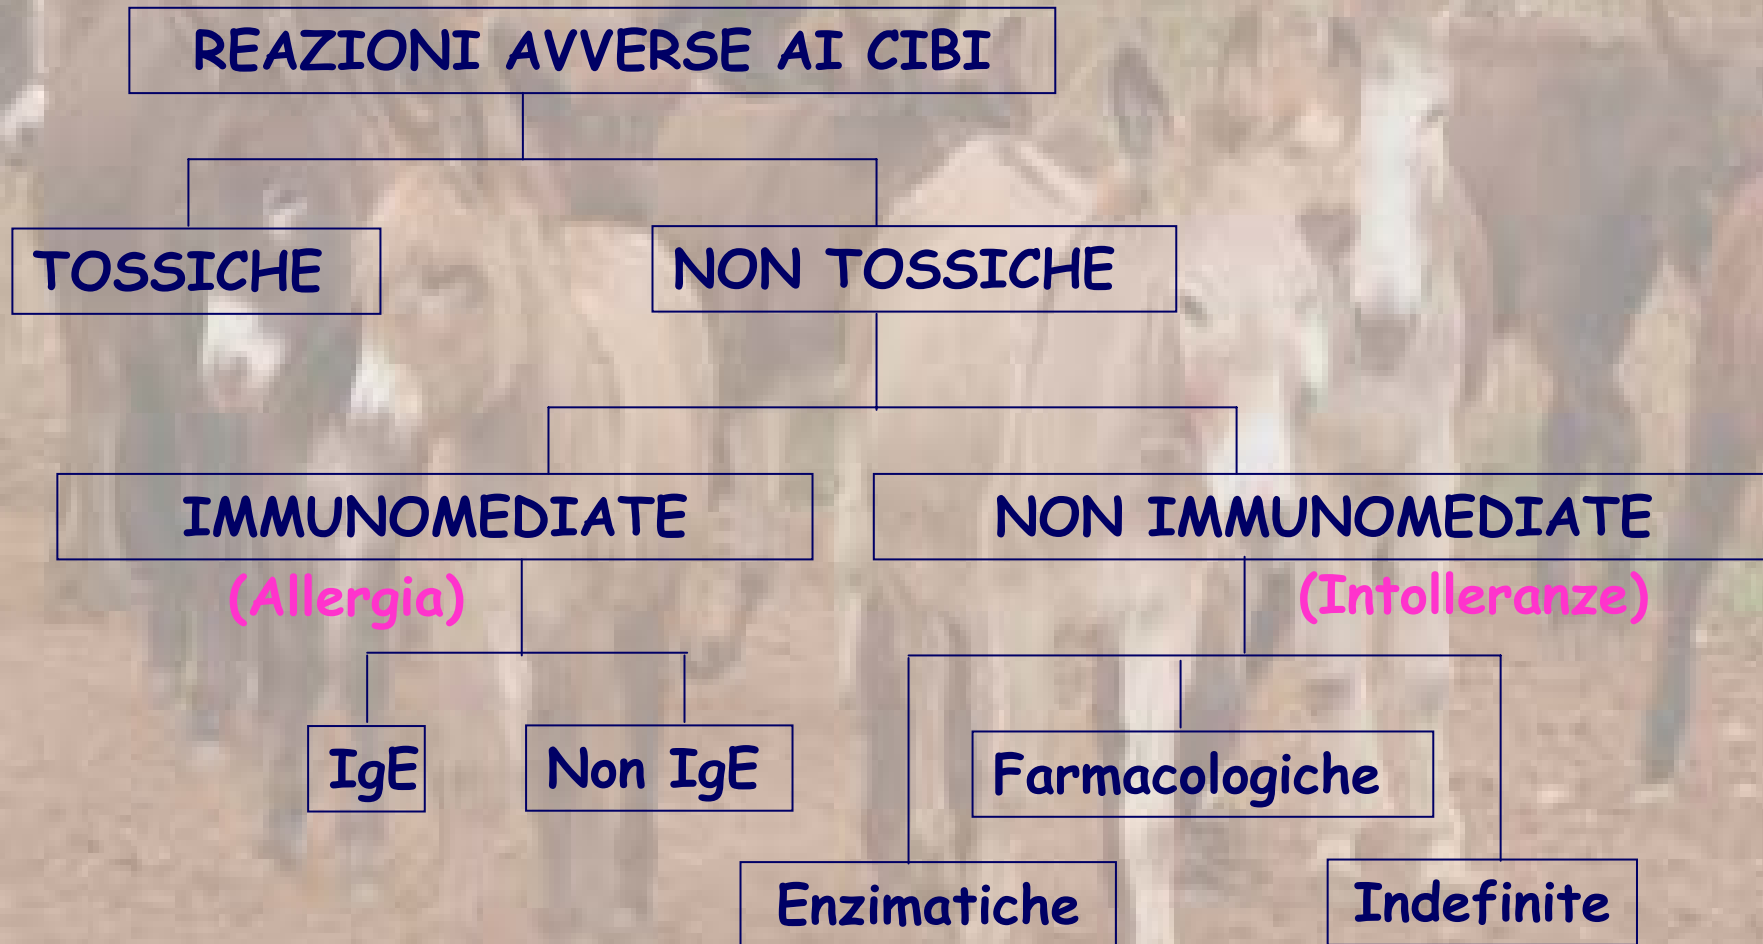 REAZIONI AVVERSE AI CIBI
TOSSICHE
NON TOSSICHE
IMMUNOMEDIATE
NON IMMUNOMEDIATE
(Allergia)
(Intolleranze)
IgE
Non IgE
Farmacologiche
Enzimatiche
Indefinite